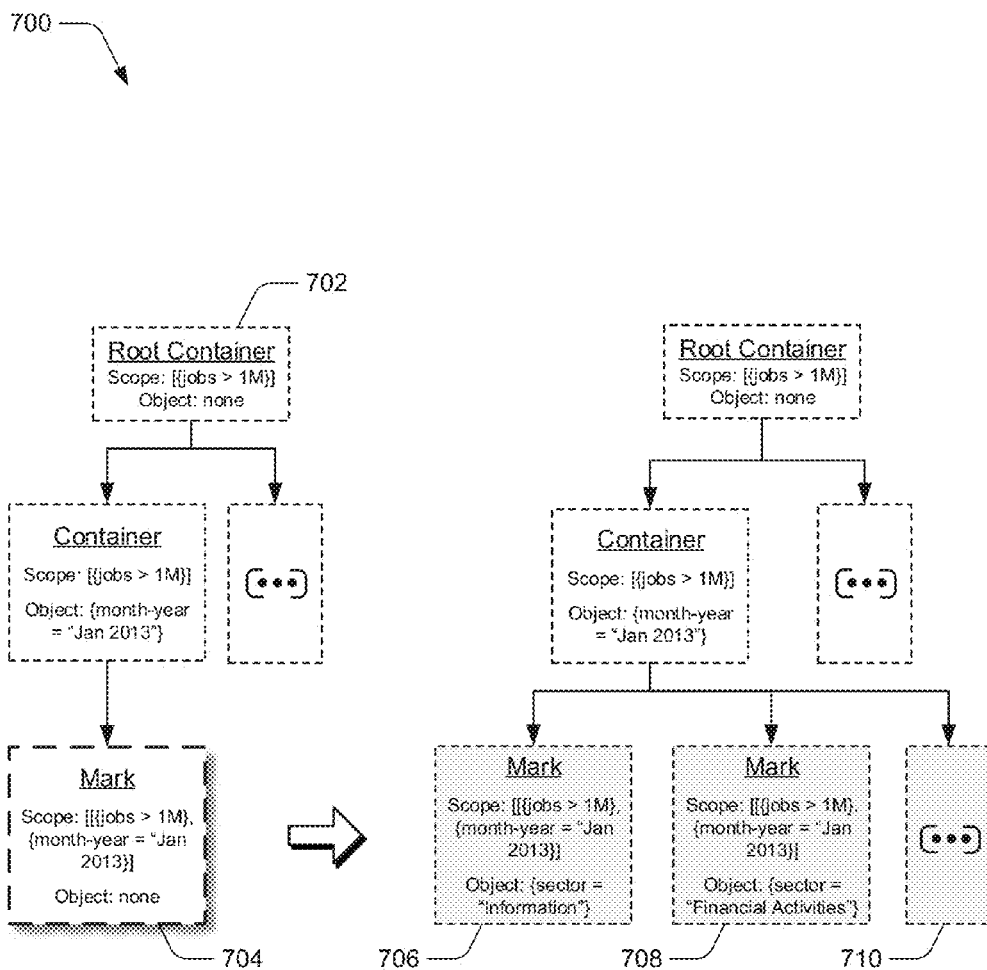 700
702
Root Container
Scope: [{jobs > 1M}]
Object: none
Root Container
Scope: [{jobs > 1M}]
Object: none
Container
Scope: [{jobs > 1M}]
Object: {month-year
= "Jan 2013"}
[•••]
Container
Scope: [{jobs > 1M}]
Object: {month-year
= "Jan 2013"}
[•••]
Mark
Scope: [[{jobs > 1M},
{month-year = "Jan
2013}]
Object: none
Mark
Scope: [[{jobs > 1M},
{month-year = "Jan
2013}]
Object: {sector =
"Information"}
Mark
Scope: [[{jobs > 1M},
{month-year = "Jan
2013}]
Object: {sector =
"Financial Activities"}
[•••]
704
706
708
710